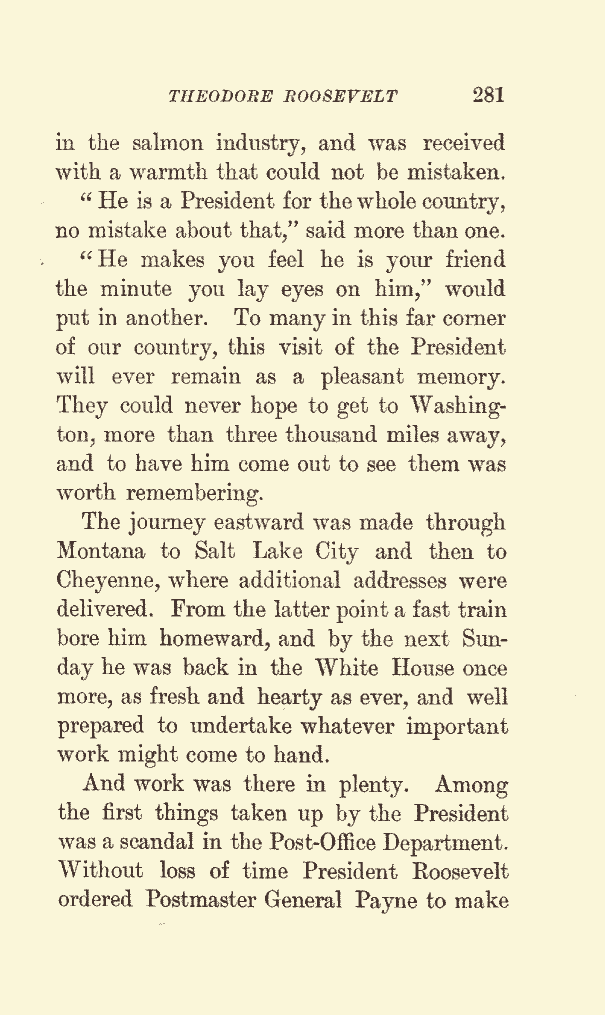 THEODORE ROOSEVELT 281
in the salmon industry, and was received
with a warmth that could not be mistaken.
“He is a President for the whole country,
no mistake about that,” said more than one.
“He makes you feel he is your friend
the minute you lay eyes on him,” would
put in another. To many in this far corner
of our country, this visit of the President
will ever remain as a pleasant memory.
They could never hope to get to Washing-
ton, more than three thousand miles away,
and to have him come out to see them was
worth remembering.
The journey eastward was made through
Montana to Salt Lake City and then to
Cheyenne, where additional addresses were
delivered. From the latter point a fast train
bore him homeward, and by the next Sun-
day he was back in the White House once
more, as fresh and hearty as ever, and well
prepared to undertake whatever important
work might come to hand.
And work was there in plenty. Among
the first things taken up by the President
was a scandal in the Post-Office Department.
Without loss of time President Roosevelt
ordered Postmaster General Payne to make